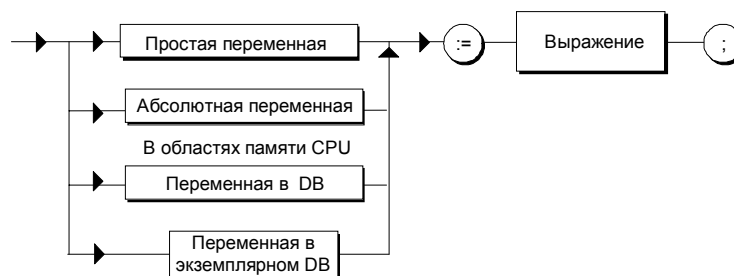 Простая переменная
:=
Выражение
;
Абсолютная переменная
В областях памяти CPU
Переменная в DB
Переменная в
экземплярном DB